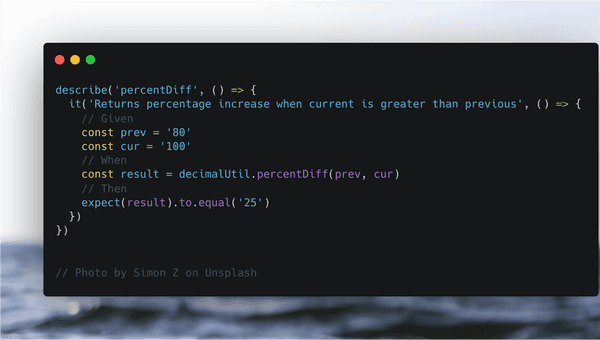 describe('percentDiff', () => {
  it('Returns percentage increase when current is greater than previous', () => {
    // Given
    const prev = '80'
    const cur = '100'
    // When
    const result = decimalUtil.percentDiff(prev, cur)
    // Then
    expect(result).to.equal('25')
  })
})
// Photo by Simon Z on Unsplash